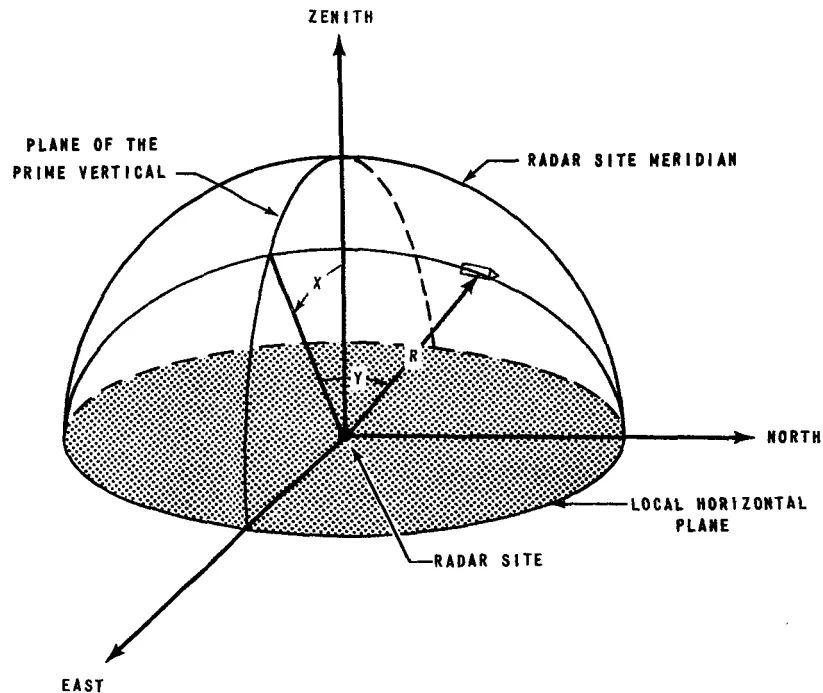 ZENITH
PLANE OF THE
PRIME VERTICAL
RADAR SITE MERIDIAN
X
R
Y
NORTH
LOCAL HORIZONTAL
PLANE
RADAR SITE
EAST